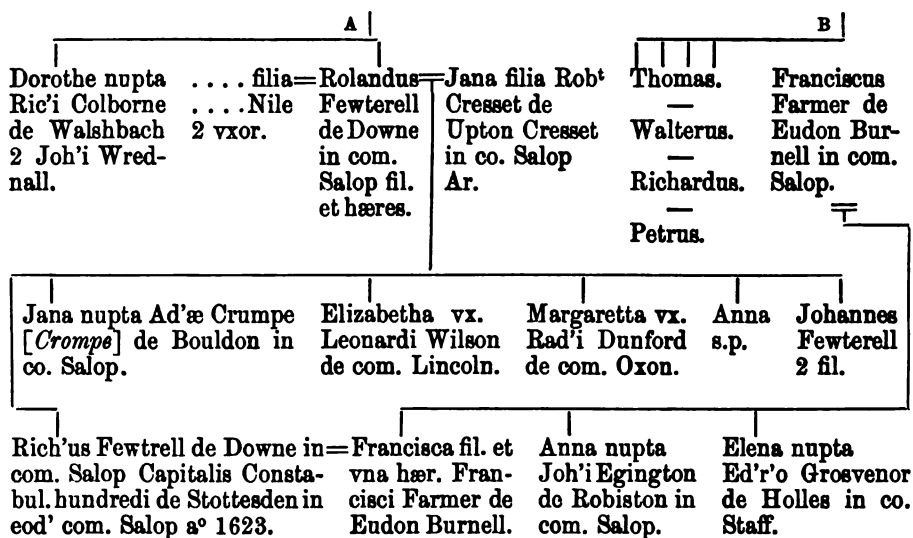 A
B
Dorothe nupta
Ric'i Colborne
de Walshbach
2 Joh'i Wred-
nall.
. . . . filia=
. . . . Nile
2 vxor.
Rolandus=
Fewterell
de Downe
in com.
Salop fil.
et hæres.
Jana filia Robᵗ
Cresset de
Upton Cresset
in co. Salop
Ar.
Thomas.
—
Walterus.
—
Richardus.
—
Petrus.
Franciscus
Farmer de
Eudon Bur-
nell in com.
Salop.
Jana nupta Ad'æ Crumpe
[Crompe] de Bouldon in
co. Salop.
Elizabetha vx.
Leonardi Wilson
de com. Lincoln.
Margaretta vx.
Rad'i Dunford
de com. Oxon.
Anna
s.p.
Johannes
Fewterell
2 fil.
Rich'us Fewtrell de Downe in=
com. Salop Capitalis Consta-
bul. hundredi de Stottesden in
eod' com. Salop aº 1623.
Francisca fil. et
vna hær. Fran-
cisci Farmer de
Eudon Burnell.
Anna nupta
Joh'i Egington
de Robiston in
com. Salop.
Elena nupta
Ed'r'o Grosvenor
de Holles in co.
Staff.